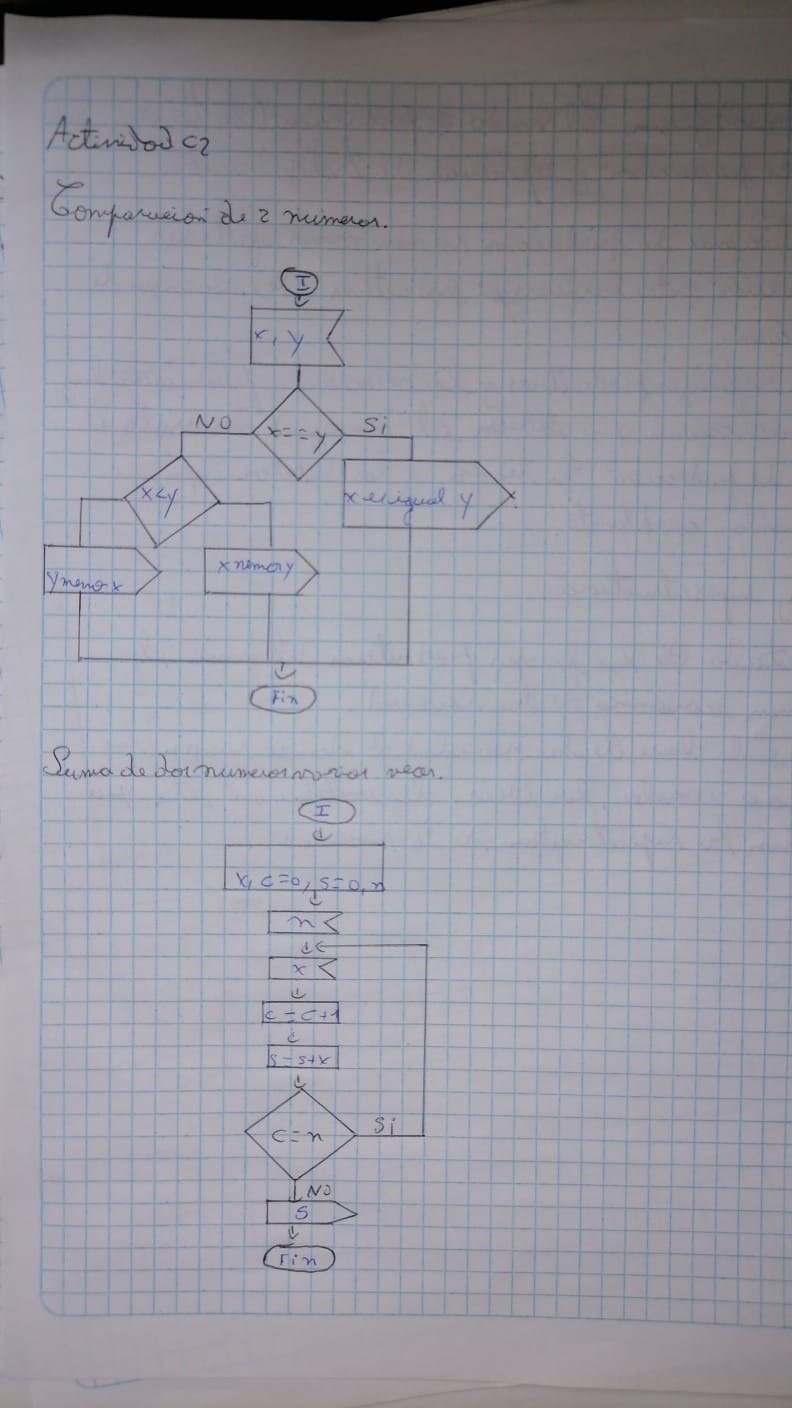 Actividad c2
Comparacion de 2 numeros.
I
x, y
NO
x==y
Si
x<y
x es igual y
y menor x
x menor y
Fin
Suma de dos numeros varias veces.
I
x, c=0, s=0, n
n
x
c=c+1
s=s+x
c=n
Si
NO
S
Fin